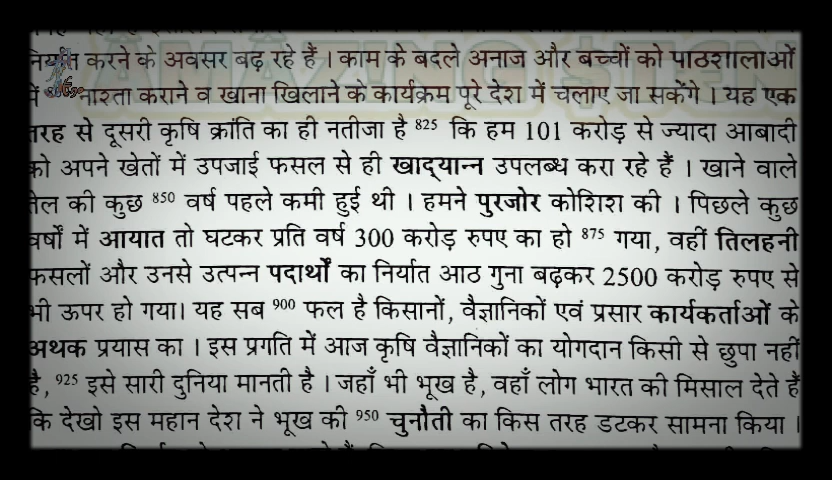 निर्यात करने के अवसर बढ़ रहे हैं । काम के बदले अनाज और बच्चों को पाठशालाओं
में नाश्ता कराने व खाना खिलाने के कार्यक्रम पूरे देश में चलाए जा सकेंगे । यह एक
तरह से दूसरी कृषि क्रांति का ही नतीजा है 825 कि हम 101 करोड़ से ज्यादा आबादी
को अपने खेतों में उपजाई फसल से ही खाद्यान्न उपलब्ध करा रहे हैं । खाने वाले
तेल की कुछ 850 वर्ष पहले कमी हुई थी । हमने पुरजोर कोशिश की । पिछले कुछ
वर्षों में आयात तो घटकर प्रति वर्ष 300 करोड़ रुपए का हो 875 गया, वहीं तिलहनी
फसलों और उनसे उत्पन्न पदार्थों का निर्यात आठ गुना बढ़कर 2500 करोड़ रुपए से
भी ऊपर हो गया। यह सब 900 फल है किसानों, वैज्ञानिकों एवं प्रसार कार्यकर्ताओं के
अथक प्रयास का । इस प्रगति में आज कृषि वैज्ञानिकों का योगदान किसी से छुपा नहीं
है, 925 इसे सारी दुनिया मानती है । जहाँ भी भूख है, वहाँ लोग भारत की मिसाल देते हैं
कि देखो इस महान देश ने भूख की 950 चुनौती का किस तरह डटकर सामना किया ।